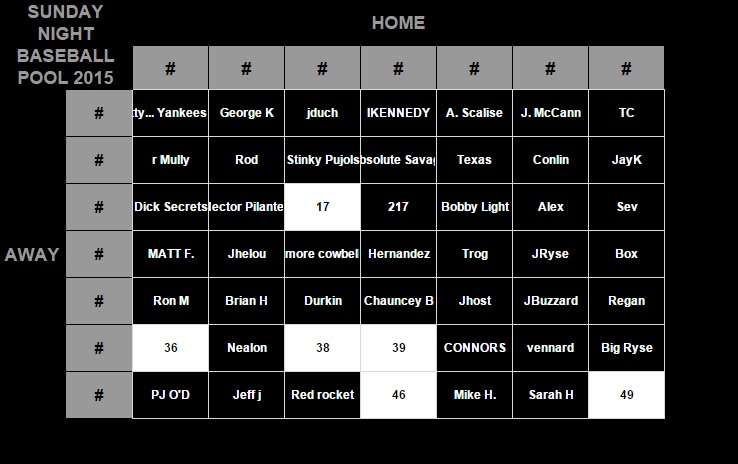 SUNDAY
NIGHT
BASEBALL
POOL 2015
HOME
# # # # # # #
# tty... Yankees George K jduch IKENNEDY A. Scalise J. McCann TC
# r Mully Rod Stinky Pujols bsolute Savag Texas Conlin JayK
# Dick Secrets lector Pilante 17 217 Bobby Light Alex Sev
AWAY # MATT F. Jhelou more cowbell Hernandez Trog JRyse Box
# Ron M Brian H Durkin Chauncey B Jhost JBuzzard Regan
# 36 Nealon 38 39 CONNORS vennard Big Ryse
# PJ O'D Jeff j Red rocket 46 Mike H. Sarah H 49